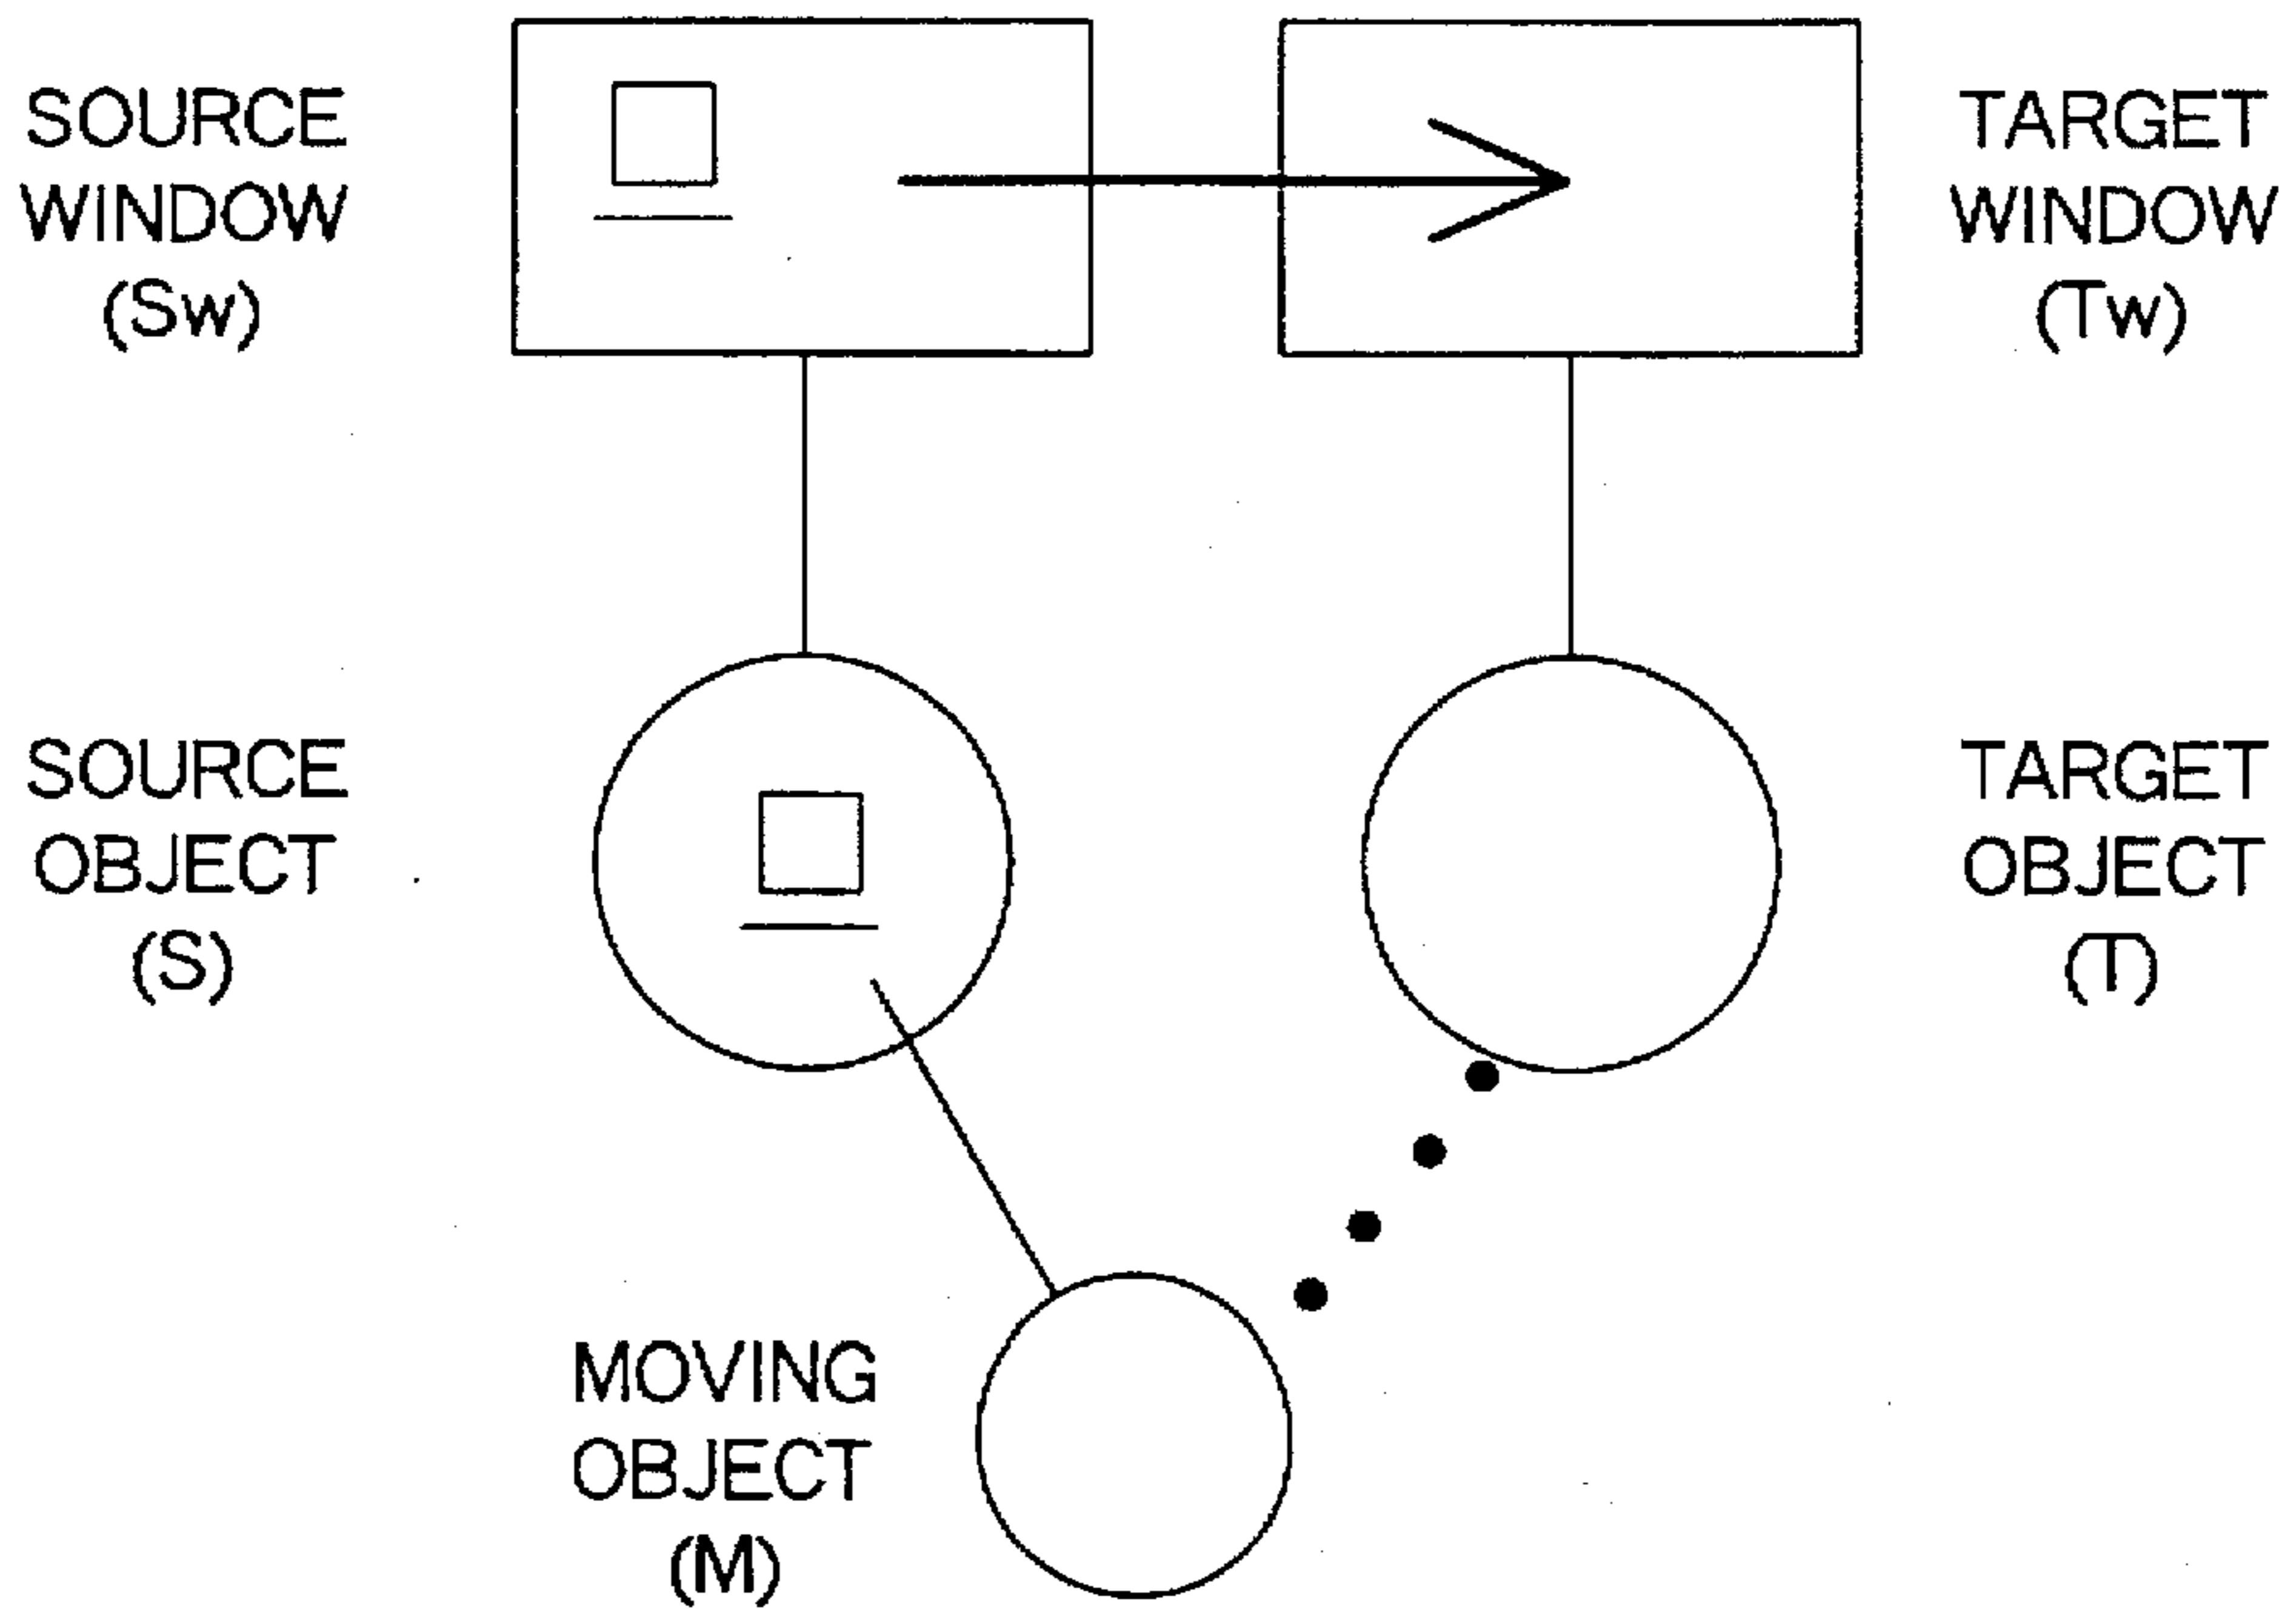 SOURCE
WINDOW
(Sw)
TARGET
WINDOW
(Tw)
SOURCE
OBJECT
(S)
TARGET
OBJECT
(T)
MOVING
OBJECT
(M)